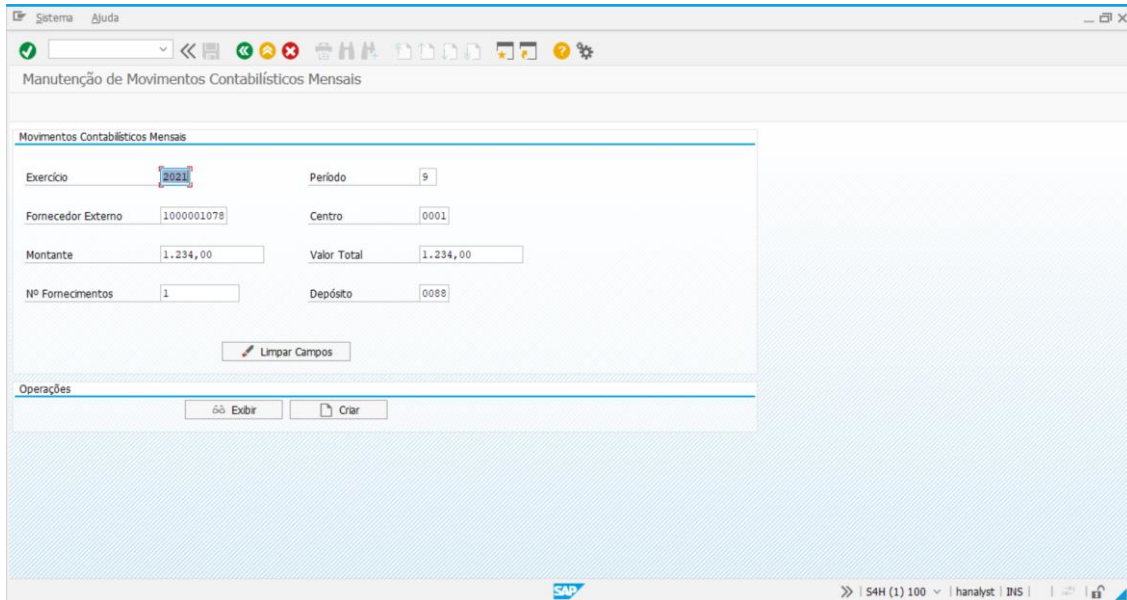 Sistema Ajuda
Manutenção de Movimentos Contabilísticos Mensais
Movimentos Contabilísticos Mensais
Exercício 2021 Período 9
Fornecedor Externo 1000001078 Centro 0001
Montante 1.234,00 Valor Total 1.234,00
Nº Fornecimentos 1 Depósito 0088
Limpar Campos
Operações
Exibir Criar
SAP S4H (1) 100 hanalyst INS